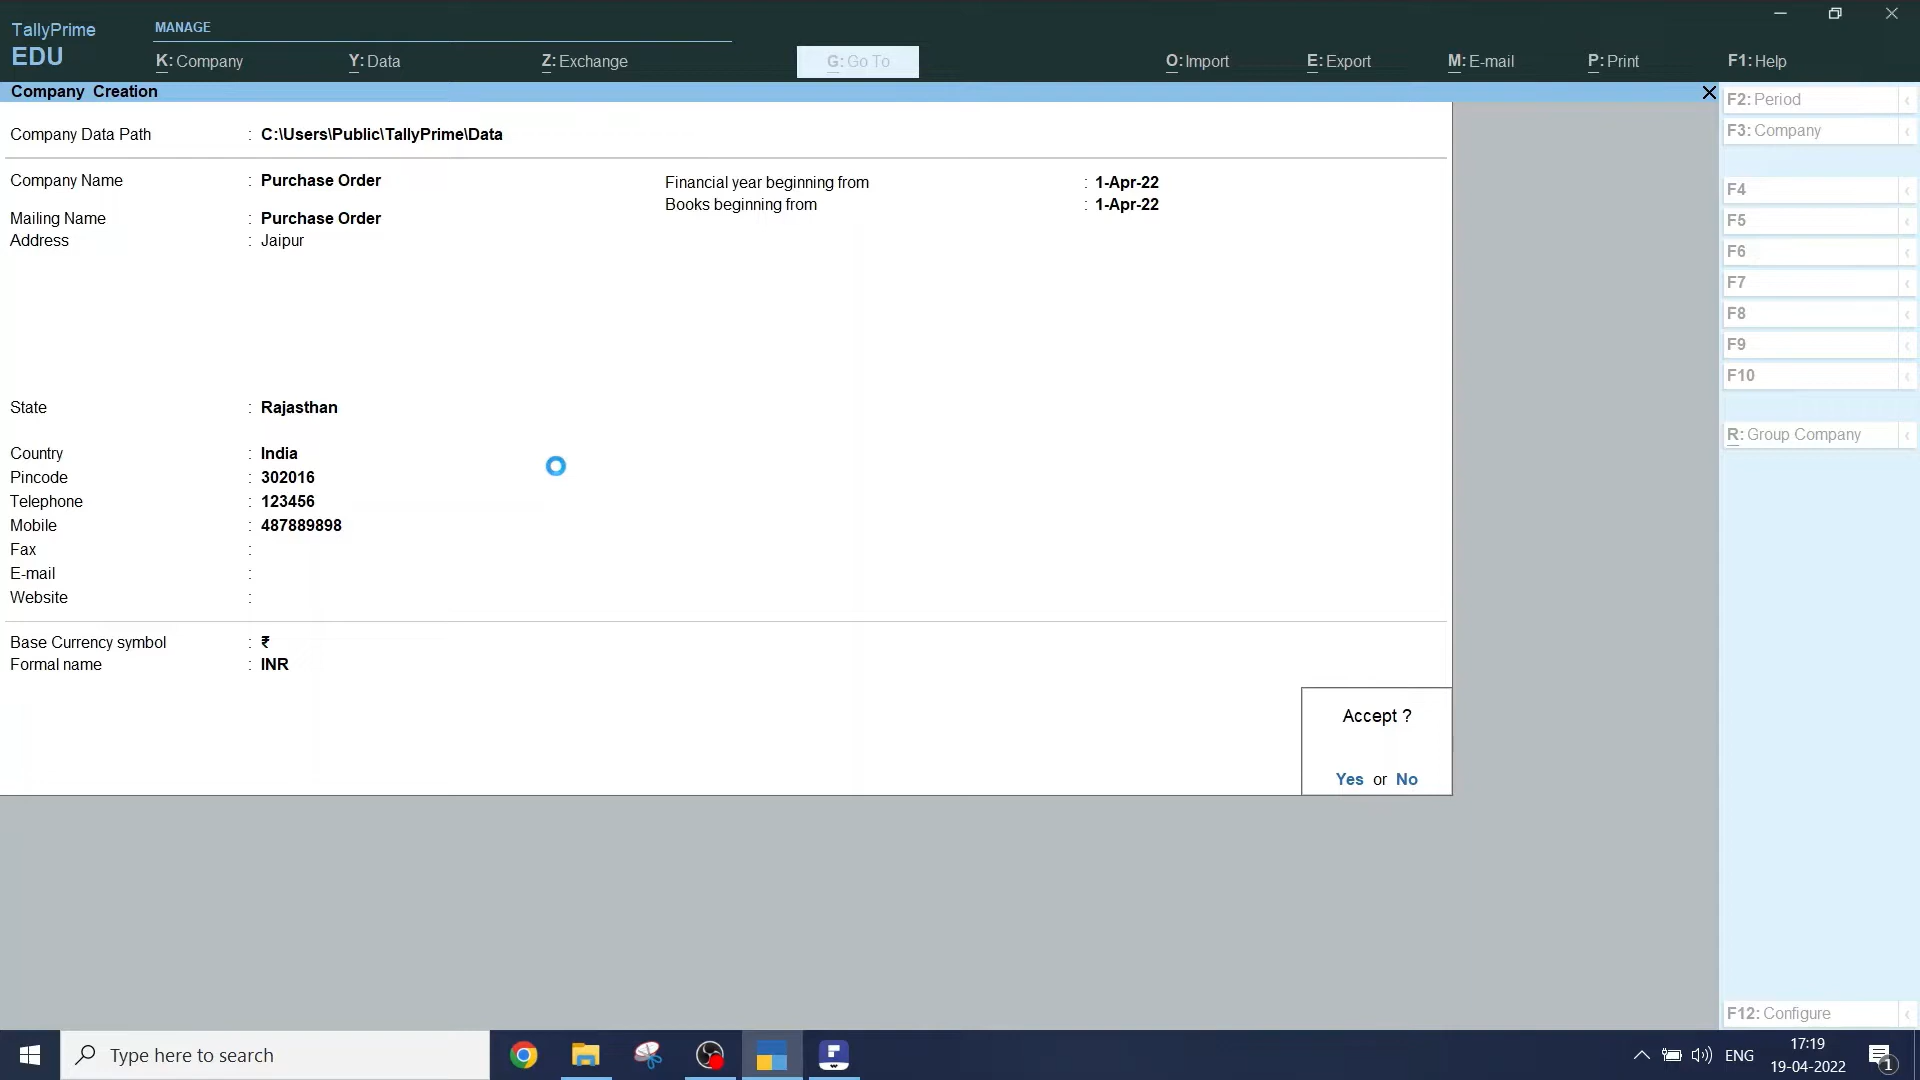 TallyPrime
EDU
MANAGE
K: Company
Y: Data
Z: Exchange
G: Go To
O: Import
E: Export
M: E-mail
P: Print
F1: Help
Company Creation
Company Data Path : C:\Users\Public\TallyPrime\Data
Company Name : Purchase Order
Financial year beginning from : 1-Apr-22
Books beginning from : 1-Apr-22
Mailing Name : Purchase Order
Address : Jaipur
State : Rajasthan
Country : India
Pincode : 302016
Telephone : 123456
Mobile : 487889898
Fax :
E-mail :
Website :
Base Currency symbol : ₹
Formal name : INR
Accept ?
Yes or No
F2: Period
F3: Company
F4
F5
F6
F7
F8
F9
F10
R: Group Company
F12: Configure
Type here to search
ENG
17:19
19-04-2022
1